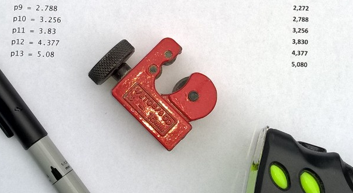 p9 = 2.788
p10 = 3.256
p11 = 3.83
p12 = 4.377
p13 = 5.08
2,272
2,788
3,256
3,830
4,377
5,080